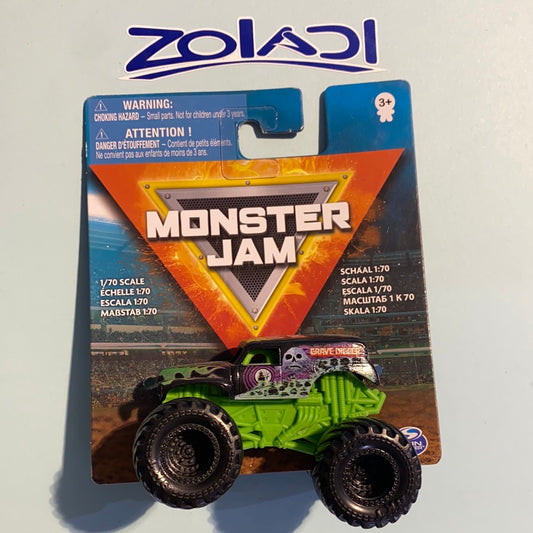 ZOIADI
WARNING:
CHOKING HAZARD – Small parts. Not for children under 3 years.
ATTENTION !
DANGER D'ÉTOUFFEMENT – Contient de petits éléments.
Ne convient pas aux enfants de moins de 3 ans.
3+
MONSTER
JAM
1/70 SCALE
ÉCHELLE 1:70
ESCALA 1:70
MAßSTAB 1:70
SCHAAL 1:70
SCALA 1:70
ESCALA 1/70
МАСШТАБ 1 К 70
SKALA 1:70
GRAVE DIGGER